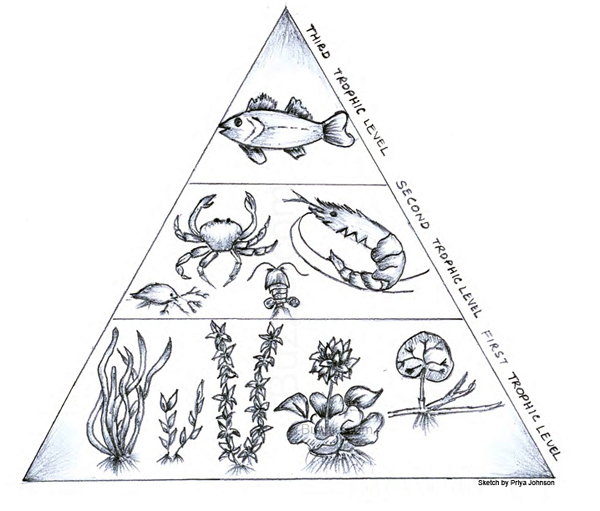 THIRD TROPHIC LEVEL
SECOND TROPHIC LEVEL
FIRST TROPHIC LEVEL
Sketch by Priya Johnson